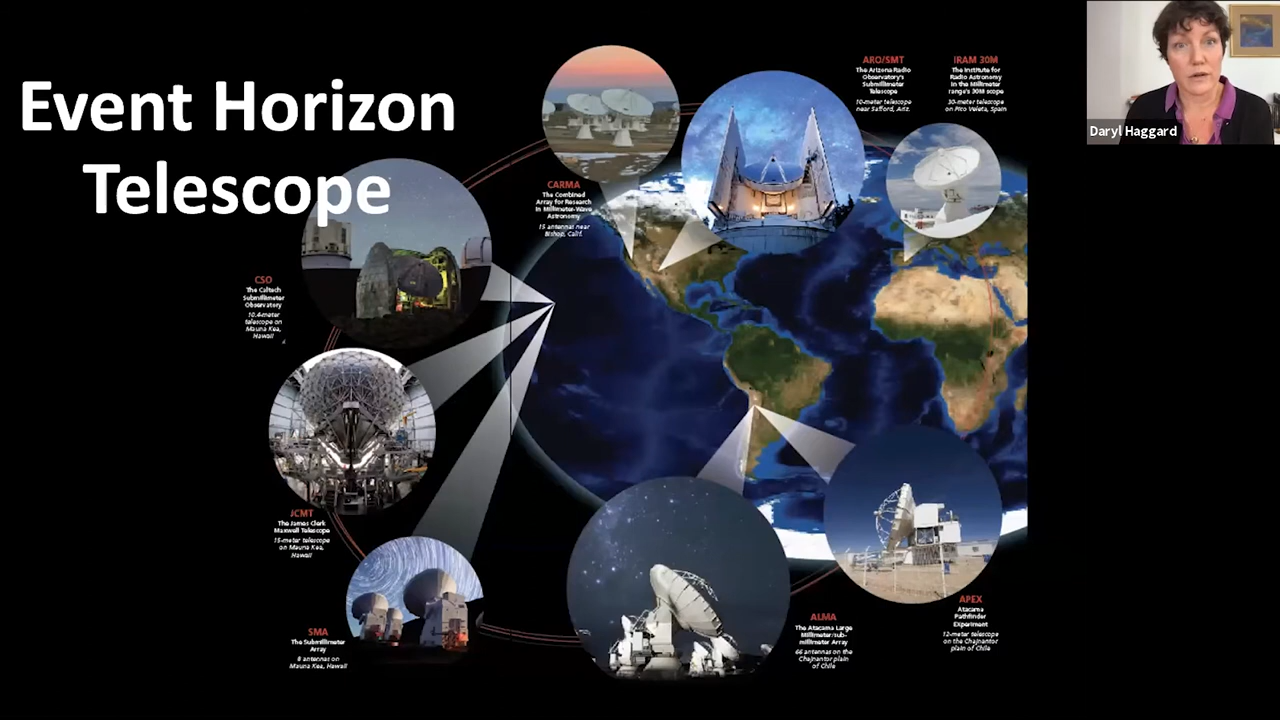 Event Horizon
Telescope
CARMA
The Combined
Array for Research
in Millimeter-Wave
Astronomy
15 antennas near
Bishop, Calif.
ARO/SMT
The Arizona Radio
Observatory's
Submillimeter
Telescope
10-meter telescope
near Safford, Ariz.
IRAM 30M
The Institute for
Radio Astronomy
in the Millimeter
range's 30M scope
30-meter telescope
on Pico Veleta, Spain
Daryl Haggard
CSO
The Caltech
Submillimeter
Observatory
10.4-meter
telescope on
Mauna Kea,
Hawaii
JCMT
The James Clerk
Maxwell Telescope
15-meter telescope
on Mauna Kea,
Hawaii
SMA
The Submillimeter
Array
8 antennas on
Mauna Kea, Hawaii
ALMA
The Atacama Large
Millimeter/sub-
millimeter Array
66 antennas on the
Chajnantor plain
of Chile
APEX
Atacama
Pathfinder
Experiment
12-meter telescope
on the Chajnantor
plain of Chile